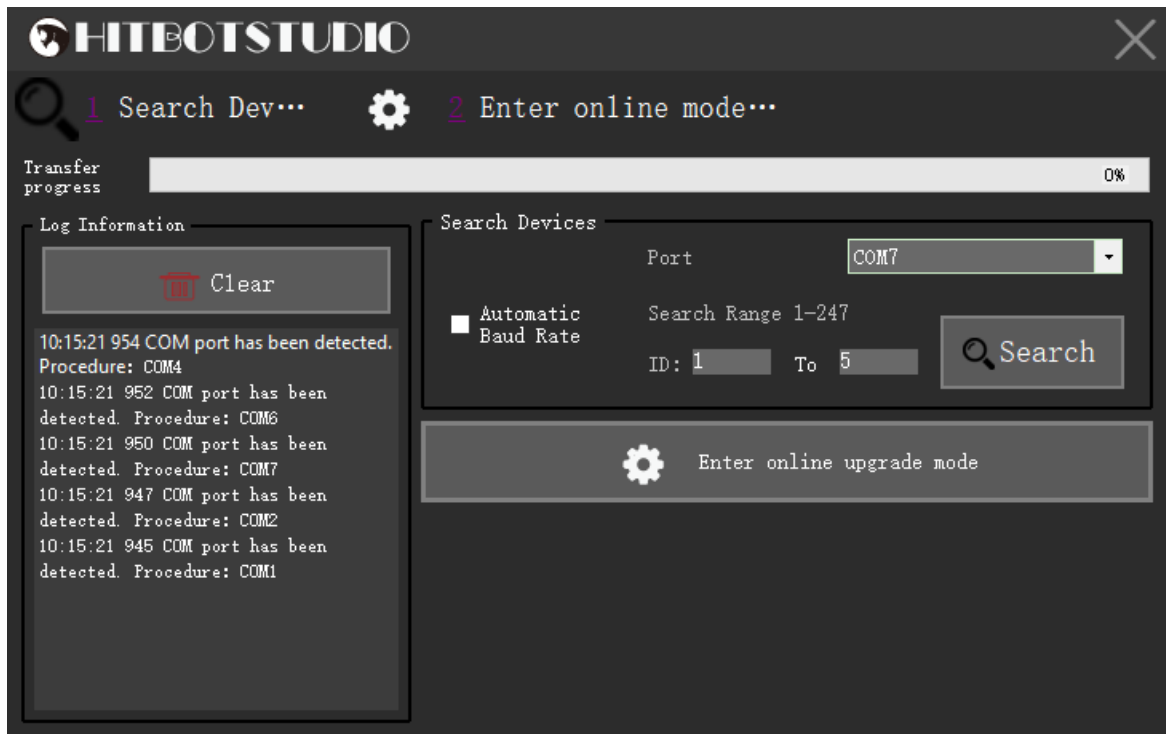 HITBOTSTUDIO
1 Search Dev···
2 Enter online mode···
Transfer
progress
0%
Log Information
Clear
10:15:21 954 COM port has been detected.
Procedure: COM4
10:15:21 952 COM port has been
detected. Procedure: COM6
10:15:21 950 COM port has been
detected. Procedure: COM7
10:15:21 947 COM port has been
detected. Procedure: COM2
10:15:21 945 COM port has been
detected. Procedure: COM1
Search Devices
Port
COM7
Automatic
Baud Rate
Search Range 1-247
ID: 1 To 5
Search
Enter online upgrade mode